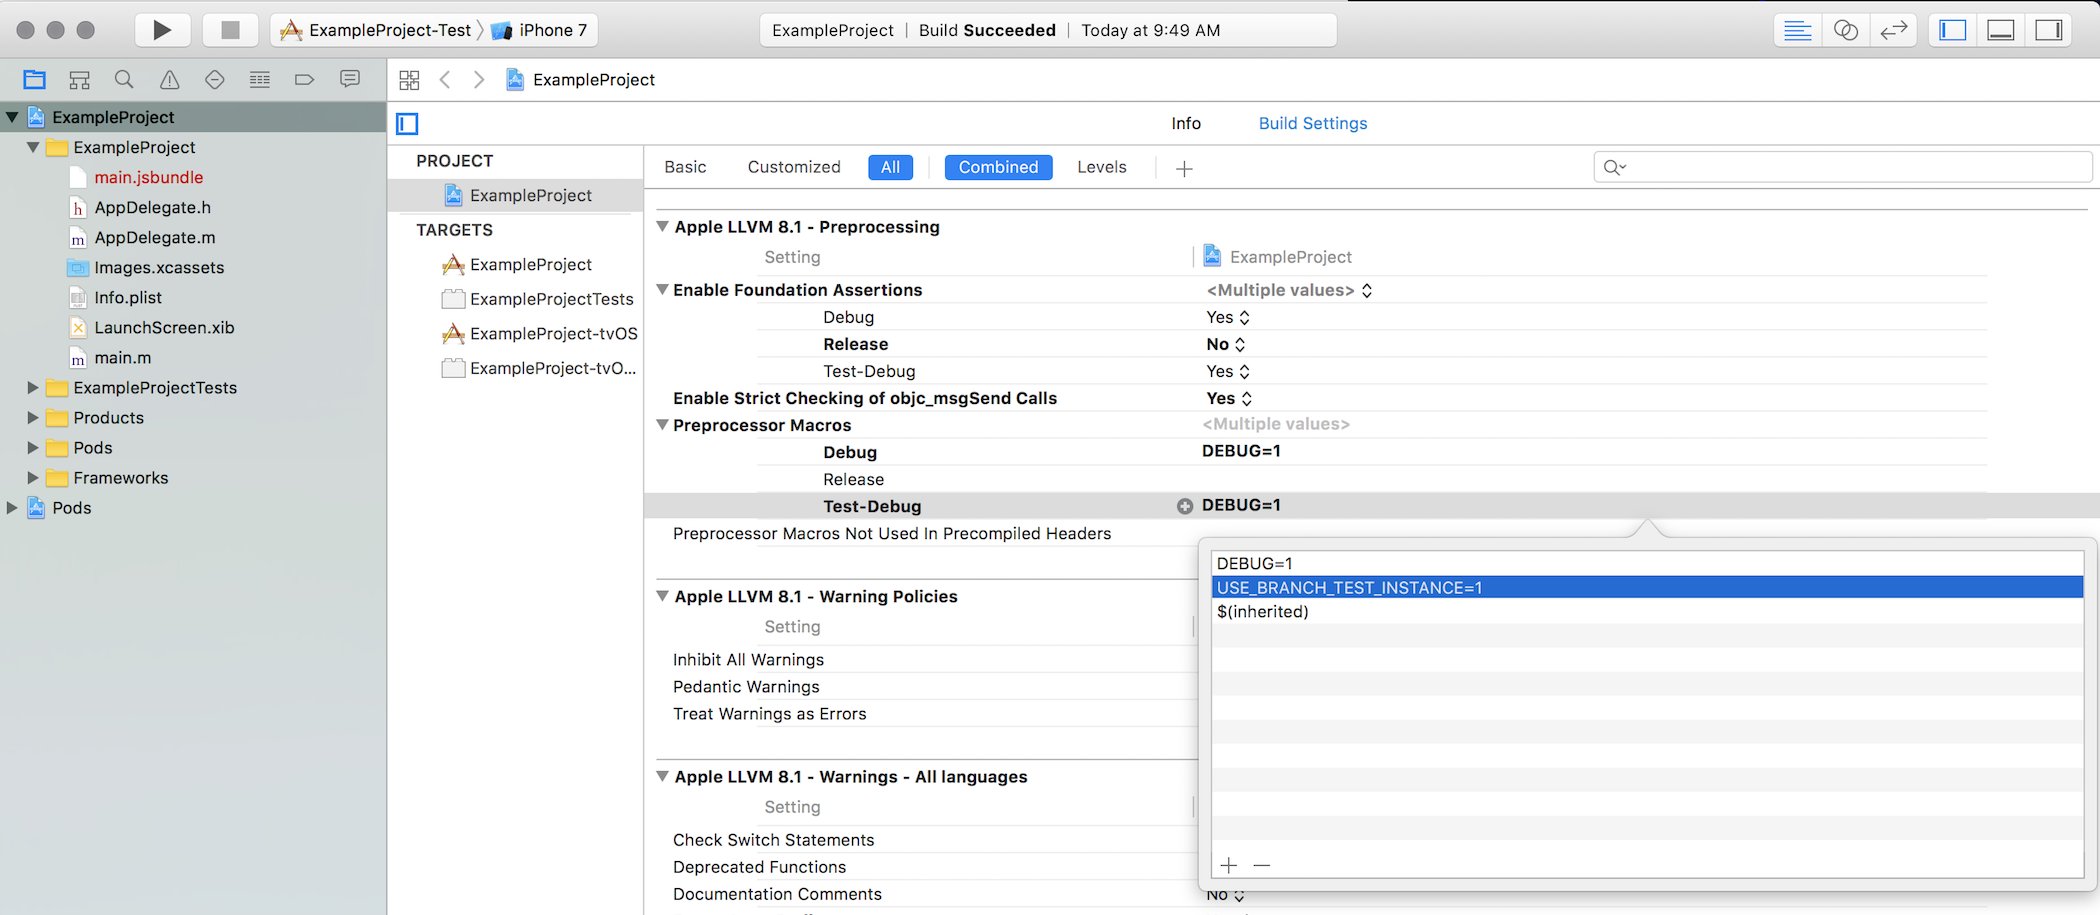 ExampleProject-Test iPhone 7
ExampleProject | Build Succeeded | Today at 9:49 AM
ExampleProject
ExampleProject
ExampleProject
main.jsbundle
h AppDelegate.h
m AppDelegate.m
Images.xcassets
Info.plist
LaunchScreen.xib
m main.m
ExampleProjectTests
Products
Pods
Frameworks
Pods
Info Build Settings
PROJECT
ExampleProject
TARGETS
ExampleProject
ExampleProjectTests
ExampleProject-tvOS
ExampleProject-tvO...
Basic Customized All Combined Levels
Apple LLVM 8.1 - Preprocessing
Setting ExampleProject
Enable Foundation Assertions <Multiple values>
Debug Yes
Release No
Test-Debug Yes
Enable Strict Checking of objc_msgSend Calls Yes
Preprocessor Macros <Multiple values>
Debug DEBUG=1
Release
Test-Debug DEBUG=1
Preprocessor Macros Not Used In Precompiled Headers
DEBUG=1
USE_BRANCH_TEST_INSTANCE=1
$(inherited)
Apple LLVM 8.1 - Warning Policies
Setting
Inhibit All Warnings
Pedantic Warnings
Treat Warnings as Errors
Apple LLVM 8.1 - Warnings - All languages
Setting
Check Switch Statements
Deprecated Functions
Documentation Comments No